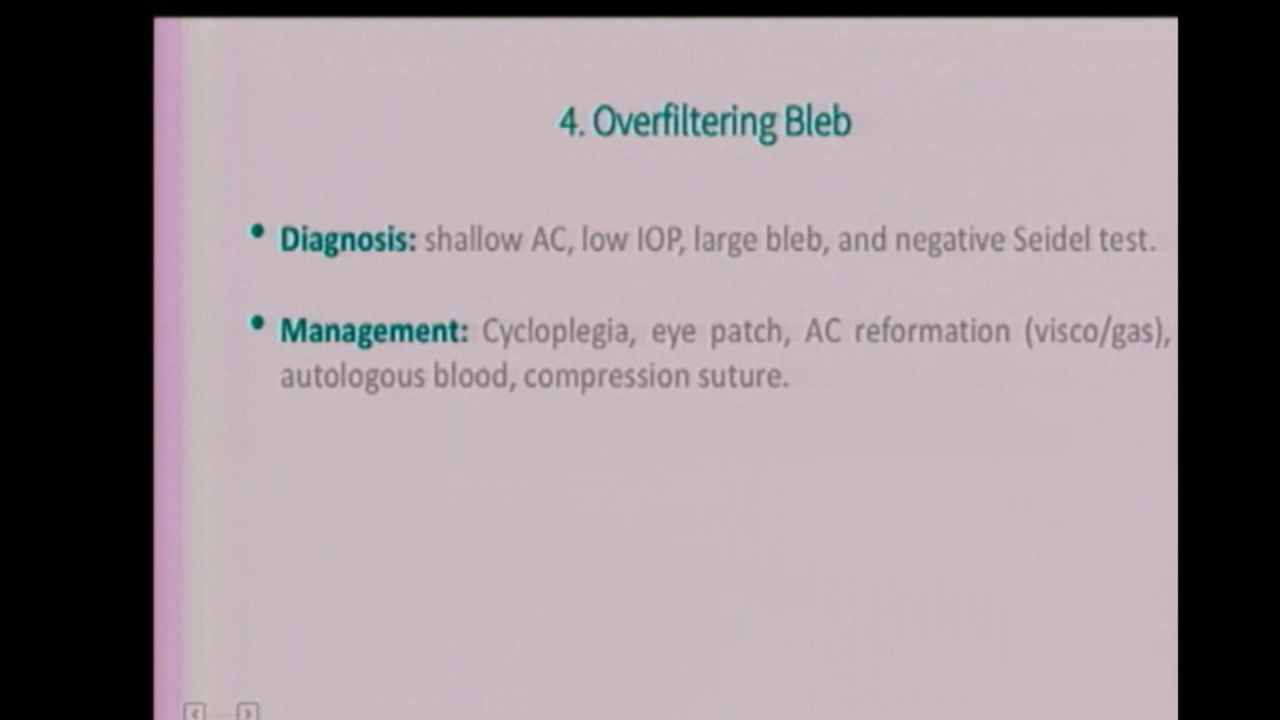 4. Overfiltering Bleb
• Diagnosis: shallow AC, low IOP, large bleb, and negative Seidel test.
• Management: Cycloplegia, eye patch, AC reformation (visco/gas),
autologous blood, compression suture.